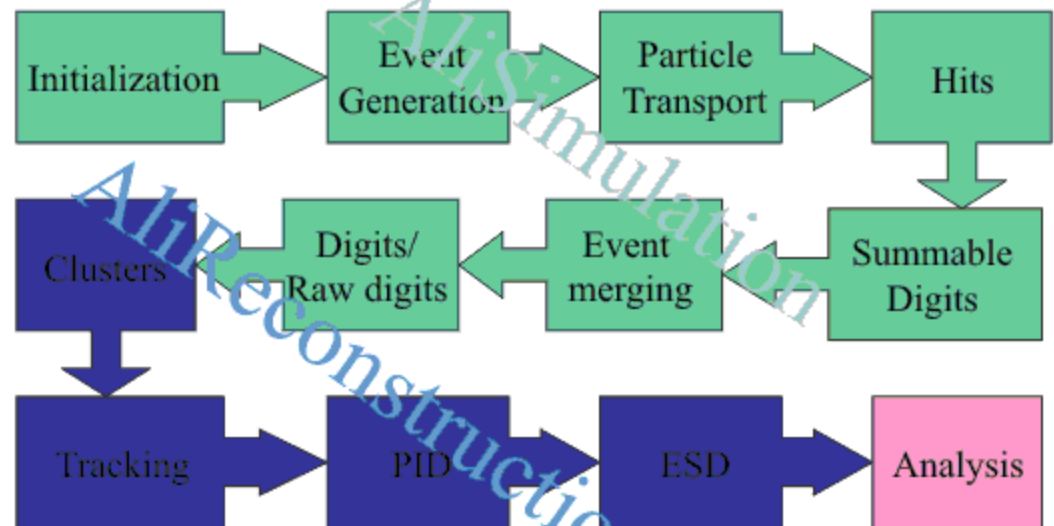 Initialization
Event
Generation
Particle
Transport
Hits
AliSimulation
Summable
Digits
Event
merging
Digits/
Raw digits
Clusters
AliReconstructio
Tracking
PID
ESD
Analysis